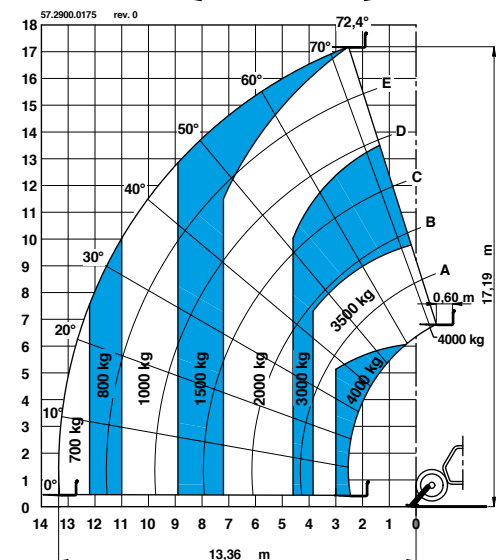 57.2900.0175 rev. 0
72,4°
70°
60°
50°
40°
30°
20°
10°
0°
E
D
C
B
A
18
17
16
15
14
13
12
11
10
9
8
7
6
5
4
3
2
1
0
700 kg
800 kg
1000 kg
1500 kg
2000 kg
3000 kg
3500 kg
4000 kg
0.60 m
4000 kg
17,19 m
14 13 12 11 10 9 8 7 6 5 4 3 2 1 0
13,36 m